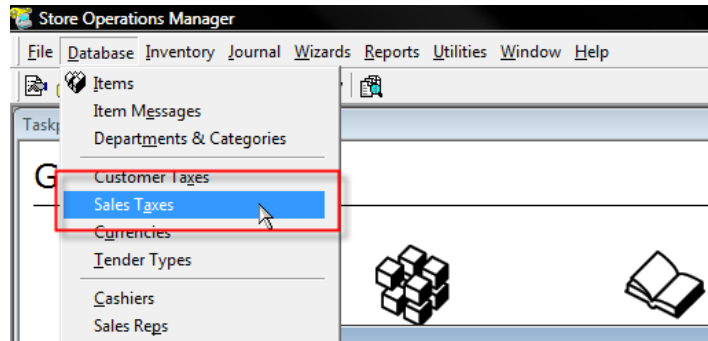 Store Operations Manager
File Database Inventory Journal Wizards Reports Utilities Window Help
Items
Item Messages
Departments & Categories
Customer Taxes
Sales Taxes
Currencies
Tender Types
Cashiers
Sales Reps